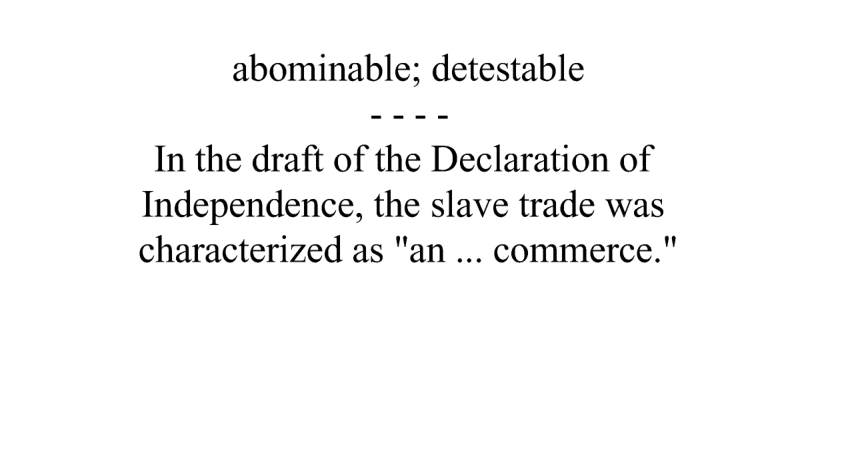 abominable; detestable
- - - -
In the draft of the Declaration of
Independence, the slave trade was
characterized as "an ... commerce."